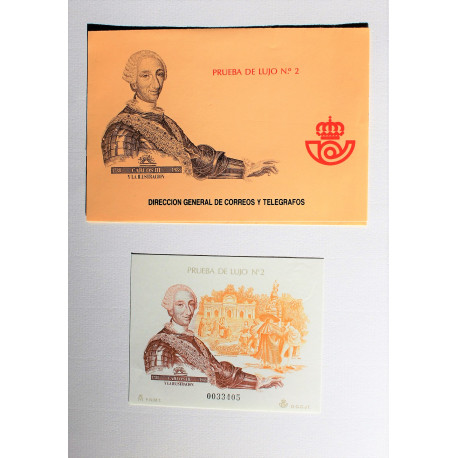 PRUEBA DE LUJO N.º 2
CARLOS III
Y LA ILUSTRACION
DIRECCION GENERAL DE CORREOS Y TELEGRAFOS
PRUEBA DE LUJO Nº 2
CARLOS III
Y LA ILUSTRACION
0033405